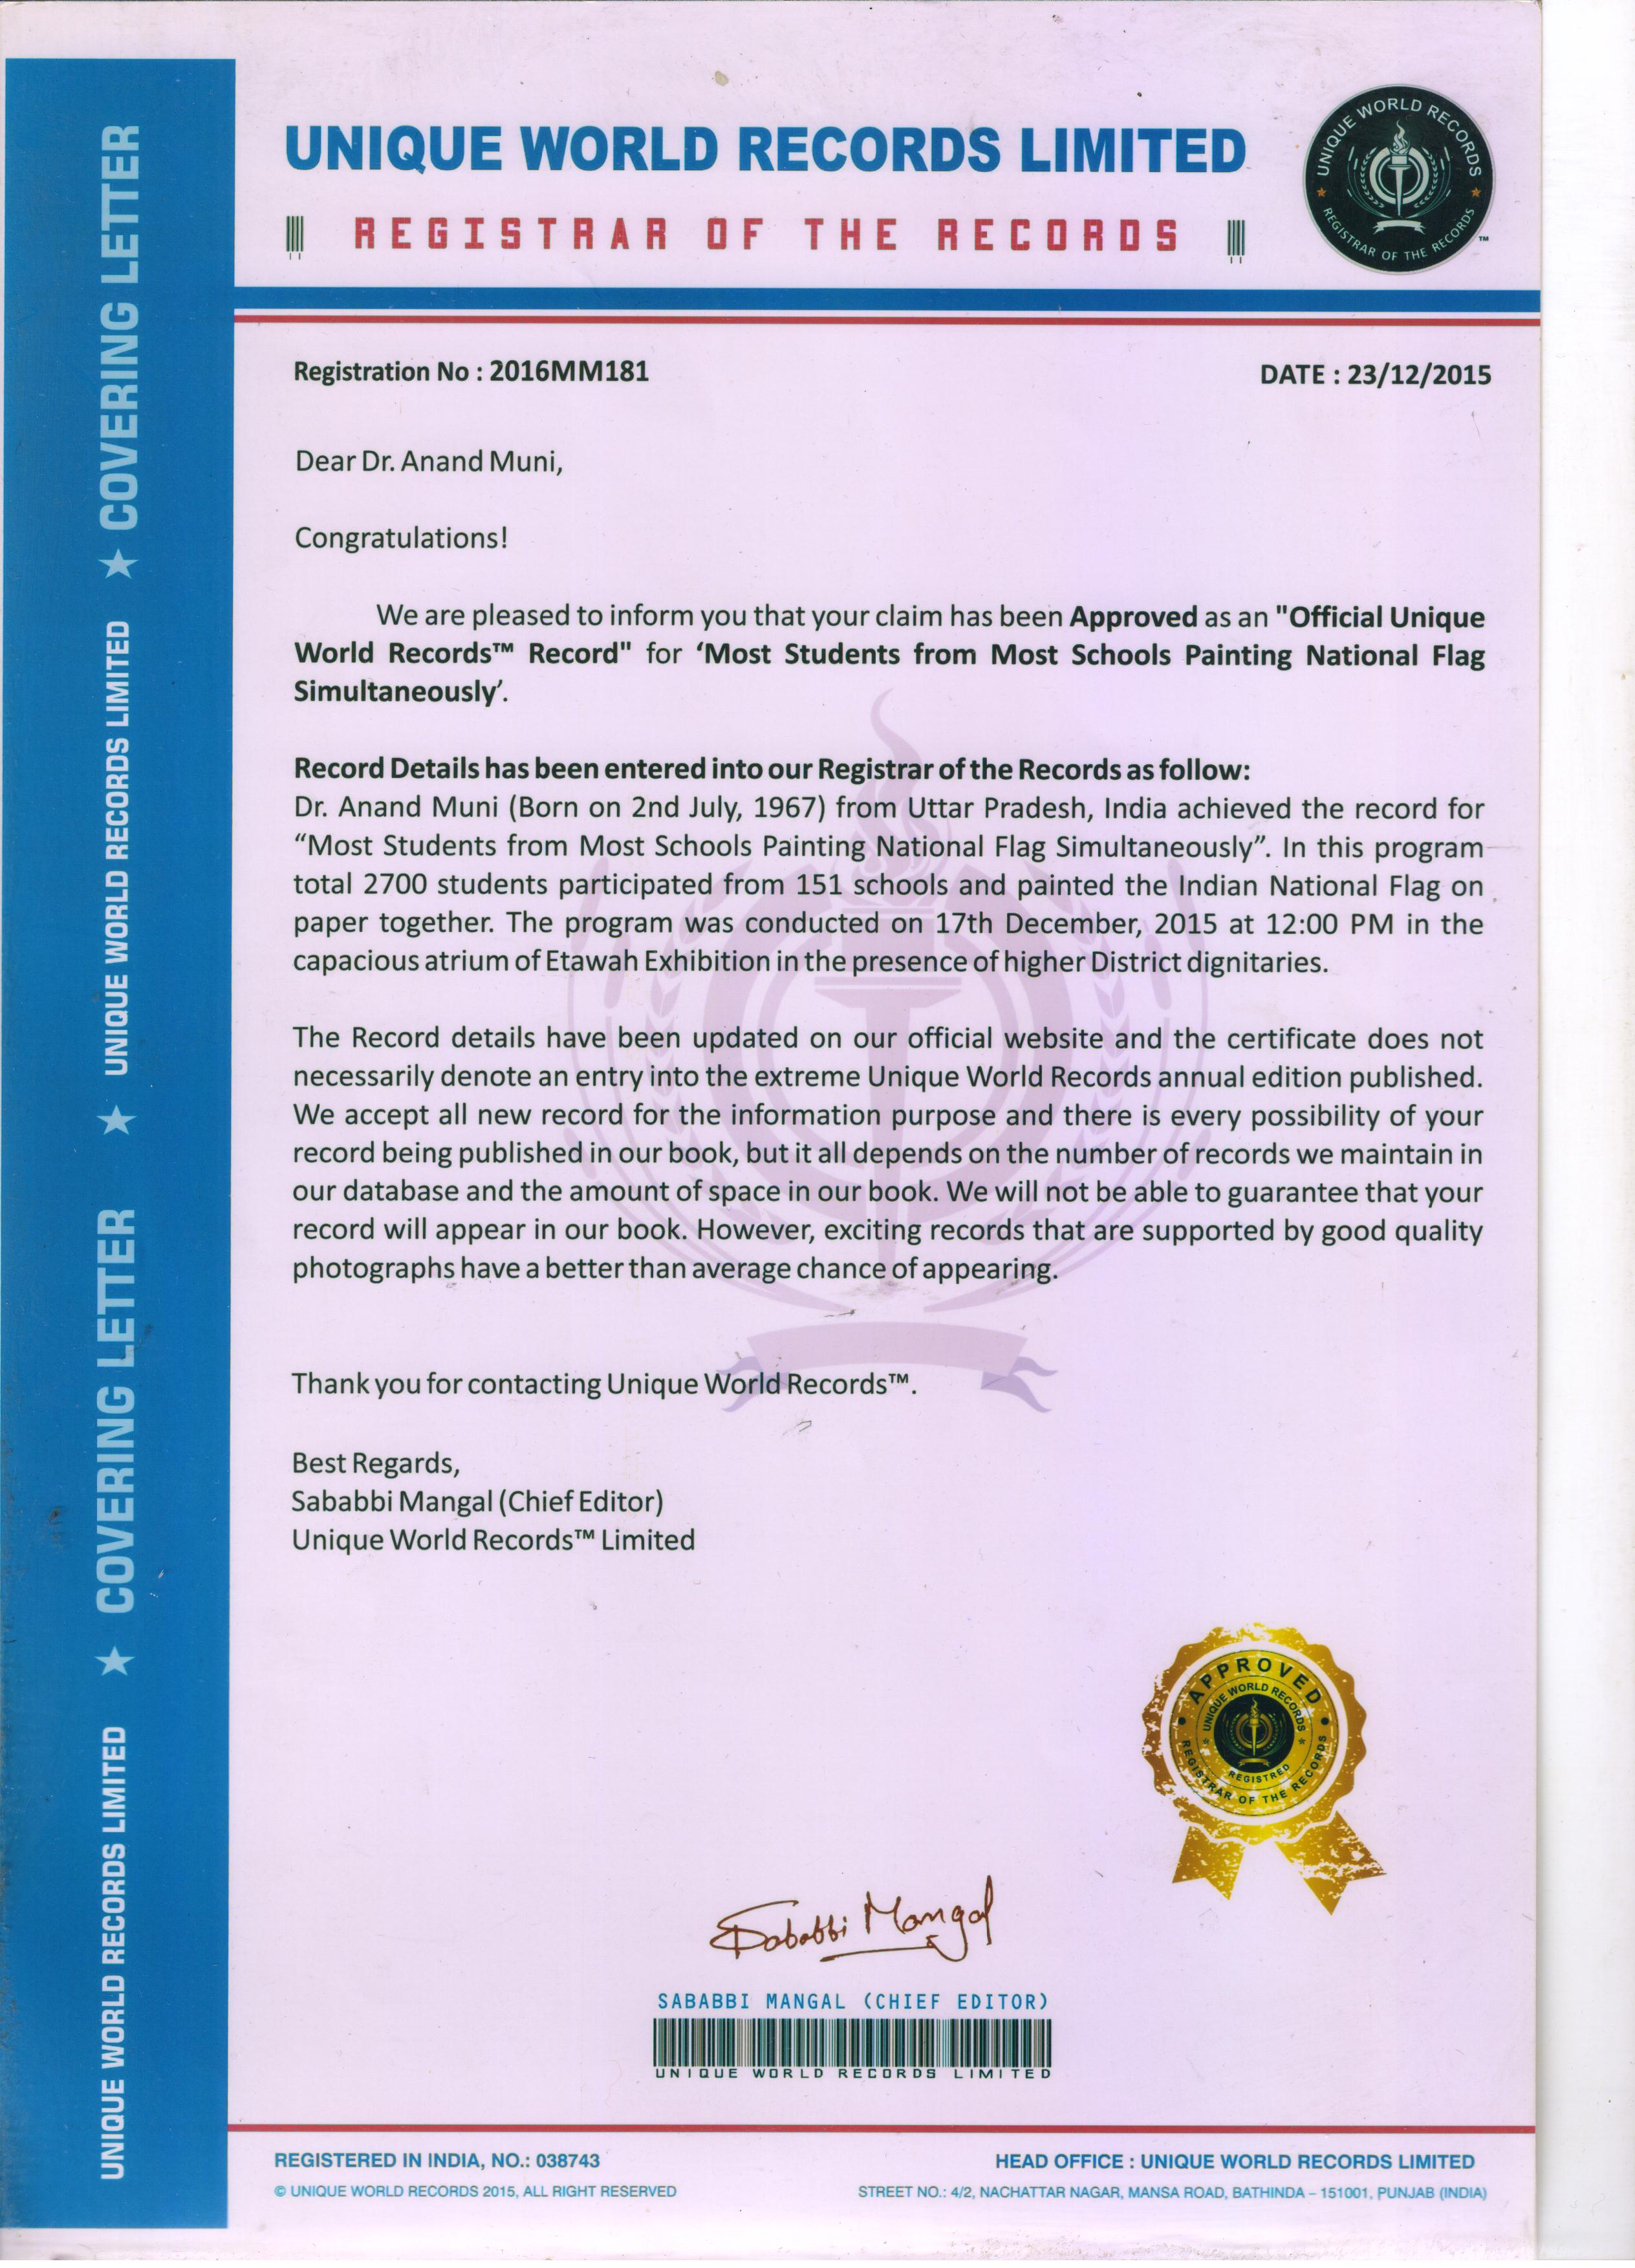 UNIQUE WORLD RECORDS LIMITED
REGISTRAR OF THE RECORDS
UNIQUE WORLD RECORDS
REGISTRAR OF THE RECORDS
™
UNIQUE WORLD RECORDS LIMITED ★ COVERING LETTER ★ UNIQUE WORLD RECORDS LIMITED ★ COVERING LETTER
Registration No : 2016MM181
DATE : 23/12/2015
Dear Dr. Anand Muni,
Congratulations!
We are pleased to inform you that your claim has been Approved as an "Official Unique
World Records™ Record" for ‘Most Students from Most Schools Painting National Flag
Simultaneously’.
Record Details has been entered into our Registrar of the Records as follow:
Dr. Anand Muni (Born on 2nd July, 1967) from Uttar Pradesh, India achieved the record for
“Most Students from Most Schools Painting National Flag Simultaneously”. In this program
total 2700 students participated from 151 schools and painted the Indian National Flag on
paper together. The program was conducted on 17th December, 2015 at 12:00 PM in the
capacious atrium of Etawah Exhibition in the presence of higher District dignitaries.
The Record details have been updated on our official website and the certificate does not
necessarily denote an entry into the extreme Unique World Records annual edition published.
We accept all new record for the information purpose and there is every possibility of your
record being published in our book, but it all depends on the number of records we maintain in
our database and the amount of space in our book. We will not be able to guarantee that your
record will appear in our book. However, exciting records that are supported by good quality
photographs have a better than average chance of appearing.
Thank you for contacting Unique World Records™.
Best Regards,
Sababbi Mangal (Chief Editor)
Unique World Records™ Limited
APPROVED
UNIQUE WORLD RECORDS
REGISTRED
REGISTRAR OF THE RECORDS
Sababbi Mangal
SABABBI MANGAL (CHIEF EDITOR)
UNIQUE WORLD RECORDS LIMITED
REGISTERED IN INDIA, NO.: 038743
HEAD OFFICE : UNIQUE WORLD RECORDS LIMITED
© UNIQUE WORLD RECORDS 2015, ALL RIGHT RESERVED
STREET NO.: 4/2, NACHATTAR NAGAR, MANSA ROAD, BATHINDA – 151001, PUNJAB (INDIA)